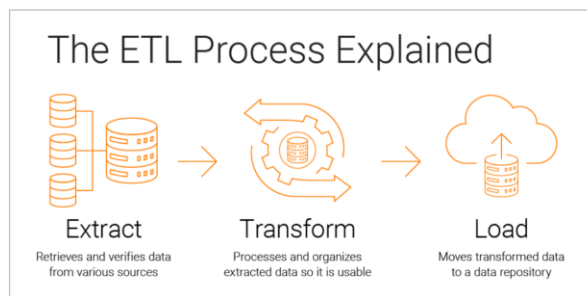 The ETL Process Explained
Extract
Retrieves and verifies data
from various sources
Transform
Processes and organizes
extracted data so it is usable
Load
Moves transformed data
to a data repository